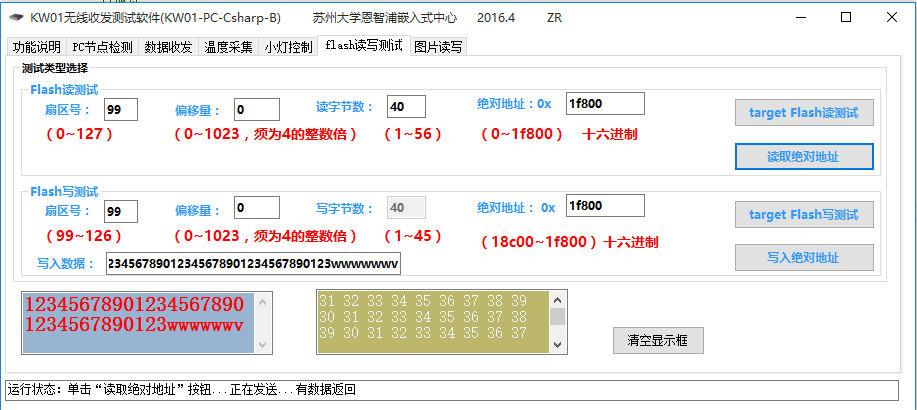 KW01无线收发测试软件(KW01-PC-Csharp-B) 苏州大学恩智浦嵌入式中心 2016.4 ZR
功能说明 PC节点检测 数据收发 温度采集 小灯控制 flash读写测试 图片读写
测试类型选择
Flash读测试
扇区号： 99 偏移量： 0 读字节数： 40 绝对地址：0x 1f800 target Flash读测试
（0~127） （0~1023，须为4的整数倍） （1~56） （0~1f800） 十六进制
读取绝对地址
Flash写测试
扇区号： 99 偏移量： 0 写字节数： 40 绝对地址： 0x 1f800 target Flash写测试
（99~126） （0~1023，须为4的整数倍） （1~45） （18c00~1f800）十六进制
写入数据： 2345678901234567890123456789​0123wwwwwwv 写入绝对地址
12345678901234567890
1234567890123wwwwwwv
31 32 33 34 35 36 37 38 39
30 31 32 33 34 35 36 37 38
39 30 31 32 33 34 35 36 37
清空显示框
运行状态：单击“读取绝对地址”按钮...正在发送...有数据返回